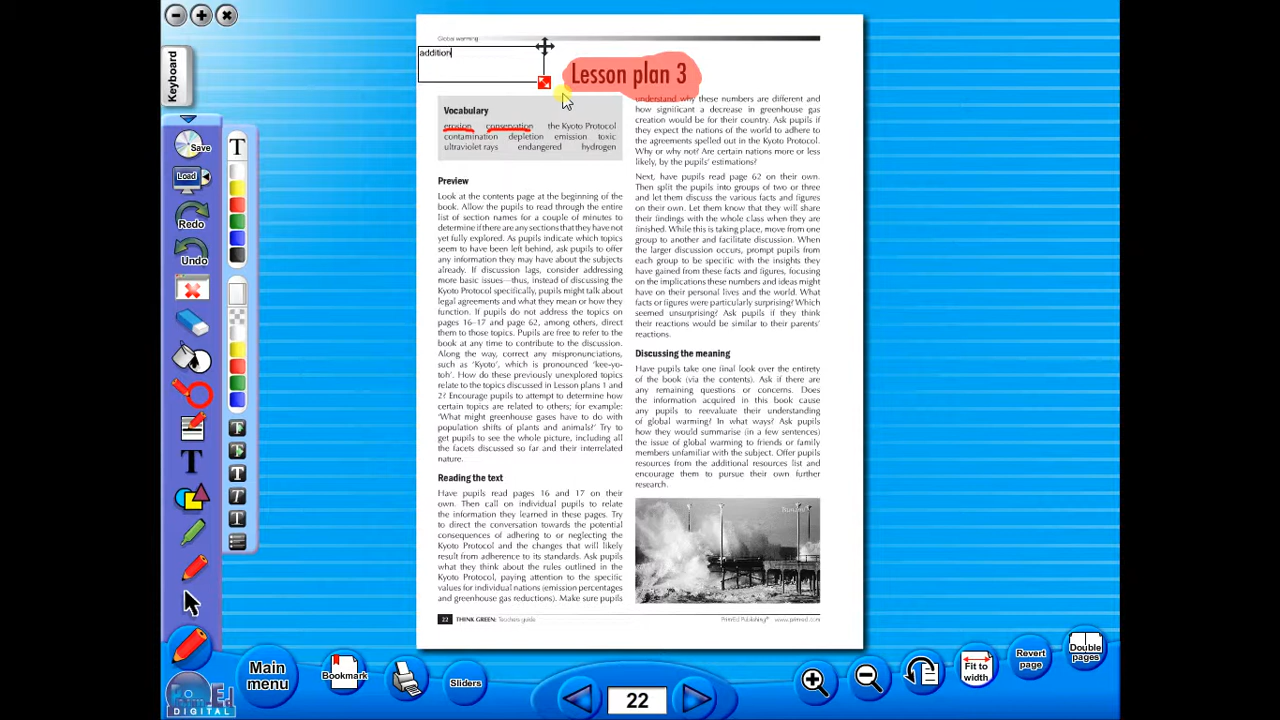 Keyboard
Save
Load
Redo
Undo
T
T
T
T
T
T
T
Global warming
addition
Lesson plan 3
Vocabulary
erosion conservation the Kyoto Protocol
contamination depletion emission toxic
ultraviolet rays endangered hydrogen
Preview
Look at the contents page at the beginning of the
book. Allow the pupils to read through the entire
list of section names for a couple of minutes to
determine if there are any sections that they have not
yet fully explored. As pupils indicate which topics
seem to have been left behind, ask pupils to offer
any information they may have about the subjects
already. If discussion lags, consider addressing
more basic issues—thus, instead of discussing the
Kyoto Protocol specifically, pupils might talk about
legal agreements and what they mean or how they
function. If pupils do not address the topics on
pages 16–17 and page 62, among others, direct
them to those topics. Pupils are free to refer to the
book at any time to contribute to the discussion.
Along the way, correct any mispronunciations,
such as 'Kyoto', which is pronounced 'kee-yo-
toh'. How do these previously unexplored topics
relate to the topics discussed in Lesson plans 1 and
2? Encourage pupils to attempt to determine how
certain topics are related to others; for example:
'What might greenhouse gases have to do with
population shifts of plants and animals?' Try to
get pupils to see the whole picture, including all
the facets discussed so far and their interrelated
nature.
Reading the text
Have pupils read pages 16 and 17 on their
own. Then call on individual pupils to relate
the information they learned in these pages. Try
to direct the conversation towards the potential
consequences of adhering to or neglecting the
Kyoto Protocol and the changes that will likely
result from adherence to its standards. Ask pupils
what they think about the rules outlined in the
Kyoto Protocol, paying attention to the specific
values for individual nations (emission percentages
and greenhouse gas reductions). Make sure pupils
understand why these numbers are different and
how significant a decrease in greenhouse gas
creation would be for their country. Ask pupils if
they expect the nations of the world to adhere to
the agreements spelled out in the Kyoto Protocol.
Why or why not? Are certain nations more or less
likely, by the pupils' estimations?
Next, have pupils read page 62 on their own.
Then split the pupils into groups of two or three
and let them discuss the various facts and figures
on their own. Let them know that they will share
their findings with the whole class when they are
finished. While this is taking place, move from one
group to another and facilitate discussion. When
the larger discussion occurs, prompt pupils from
each group to be specific with the insights they
have gained from these facts and figures, focusing
on the implications these numbers and ideas might
have on their personal lives and the world. What
facts or figures were particularly surprising? Which
seemed unsurprising? Ask pupils if they think
their reactions would be similar to their parents'
reactions.
Discussing the meaning
Have pupils take one final look over the entirety
of the book (via the contents). Ask if there are
any remaining questions or concerns. Does
the information acquired in this book cause
any pupils to reevaluate their understanding
of global warming? In what ways? Ask pupils
how they would summarise (in a few sentences)
the issue of global warming to friends or family
members unfamiliar with the subject. Offer pupils
resources from the additional resources list and
encourage them to pursue their own further
research.
22 THINK GREEN: Teachers guide
PrimEd Publishing® www.primed.com
Main
menu
Bookmark
Sliders
22
Fit to
width
Revert
page
Double
pages
DIGITAL